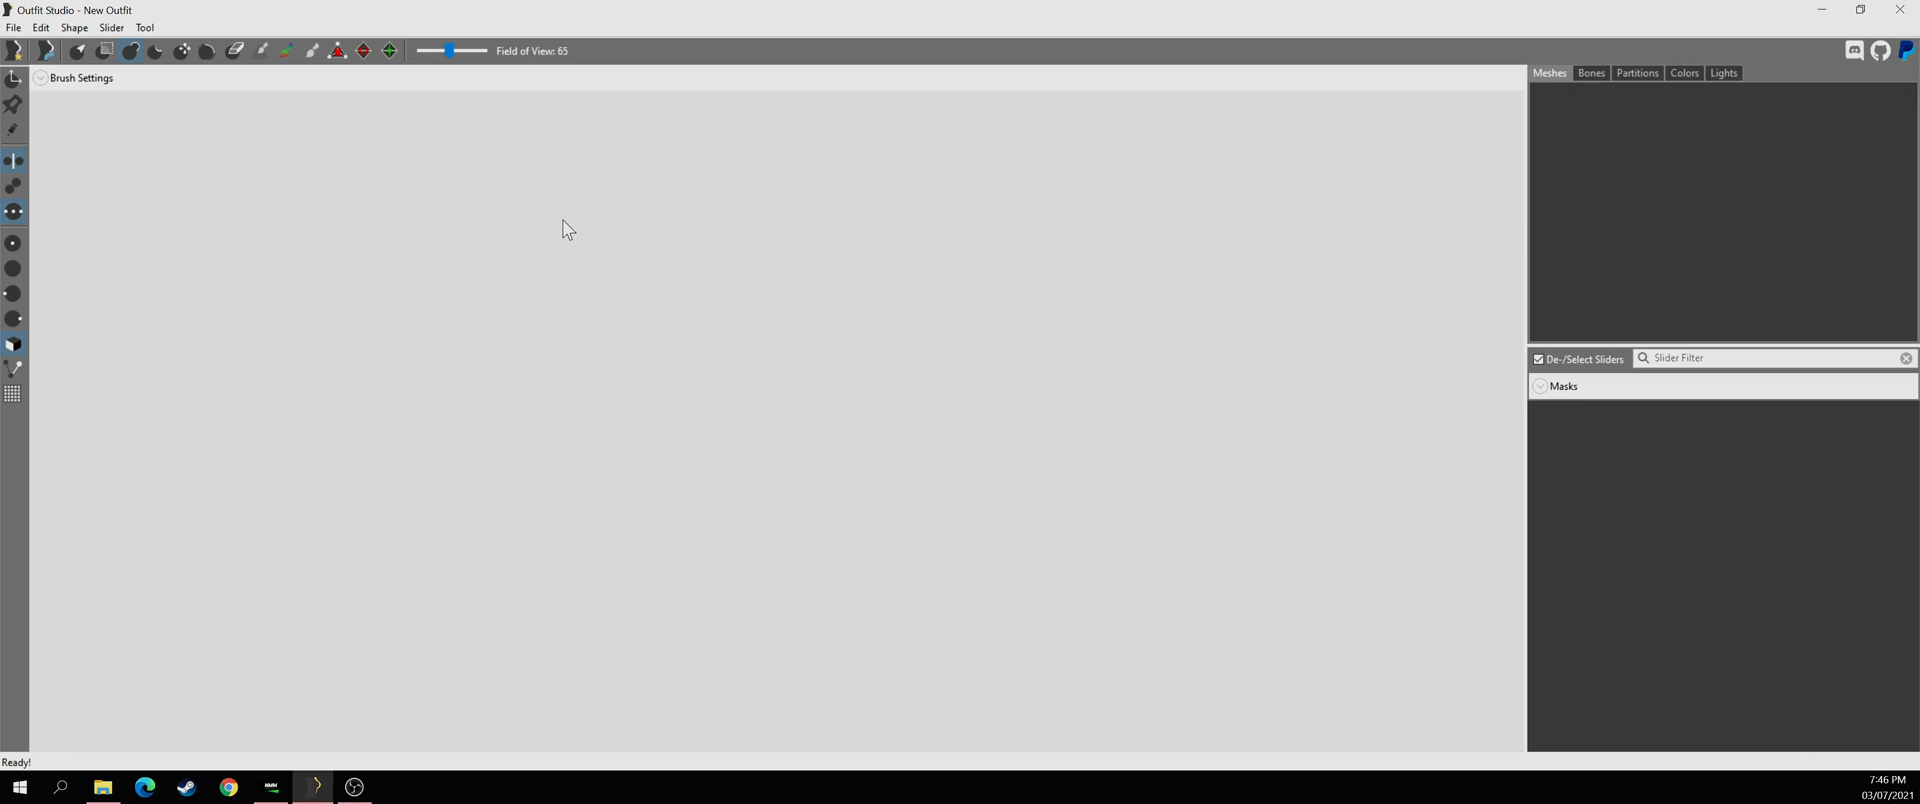 Outfit Studio - New Outfit
File Edit Shape Slider Tool
Field of View: 65
Brush Settings
Meshes Bones Partitions Colors Lights
De-/Select Sliders Slider Filter
Masks
Ready!
NMM
7:46 PM
03/07/2021